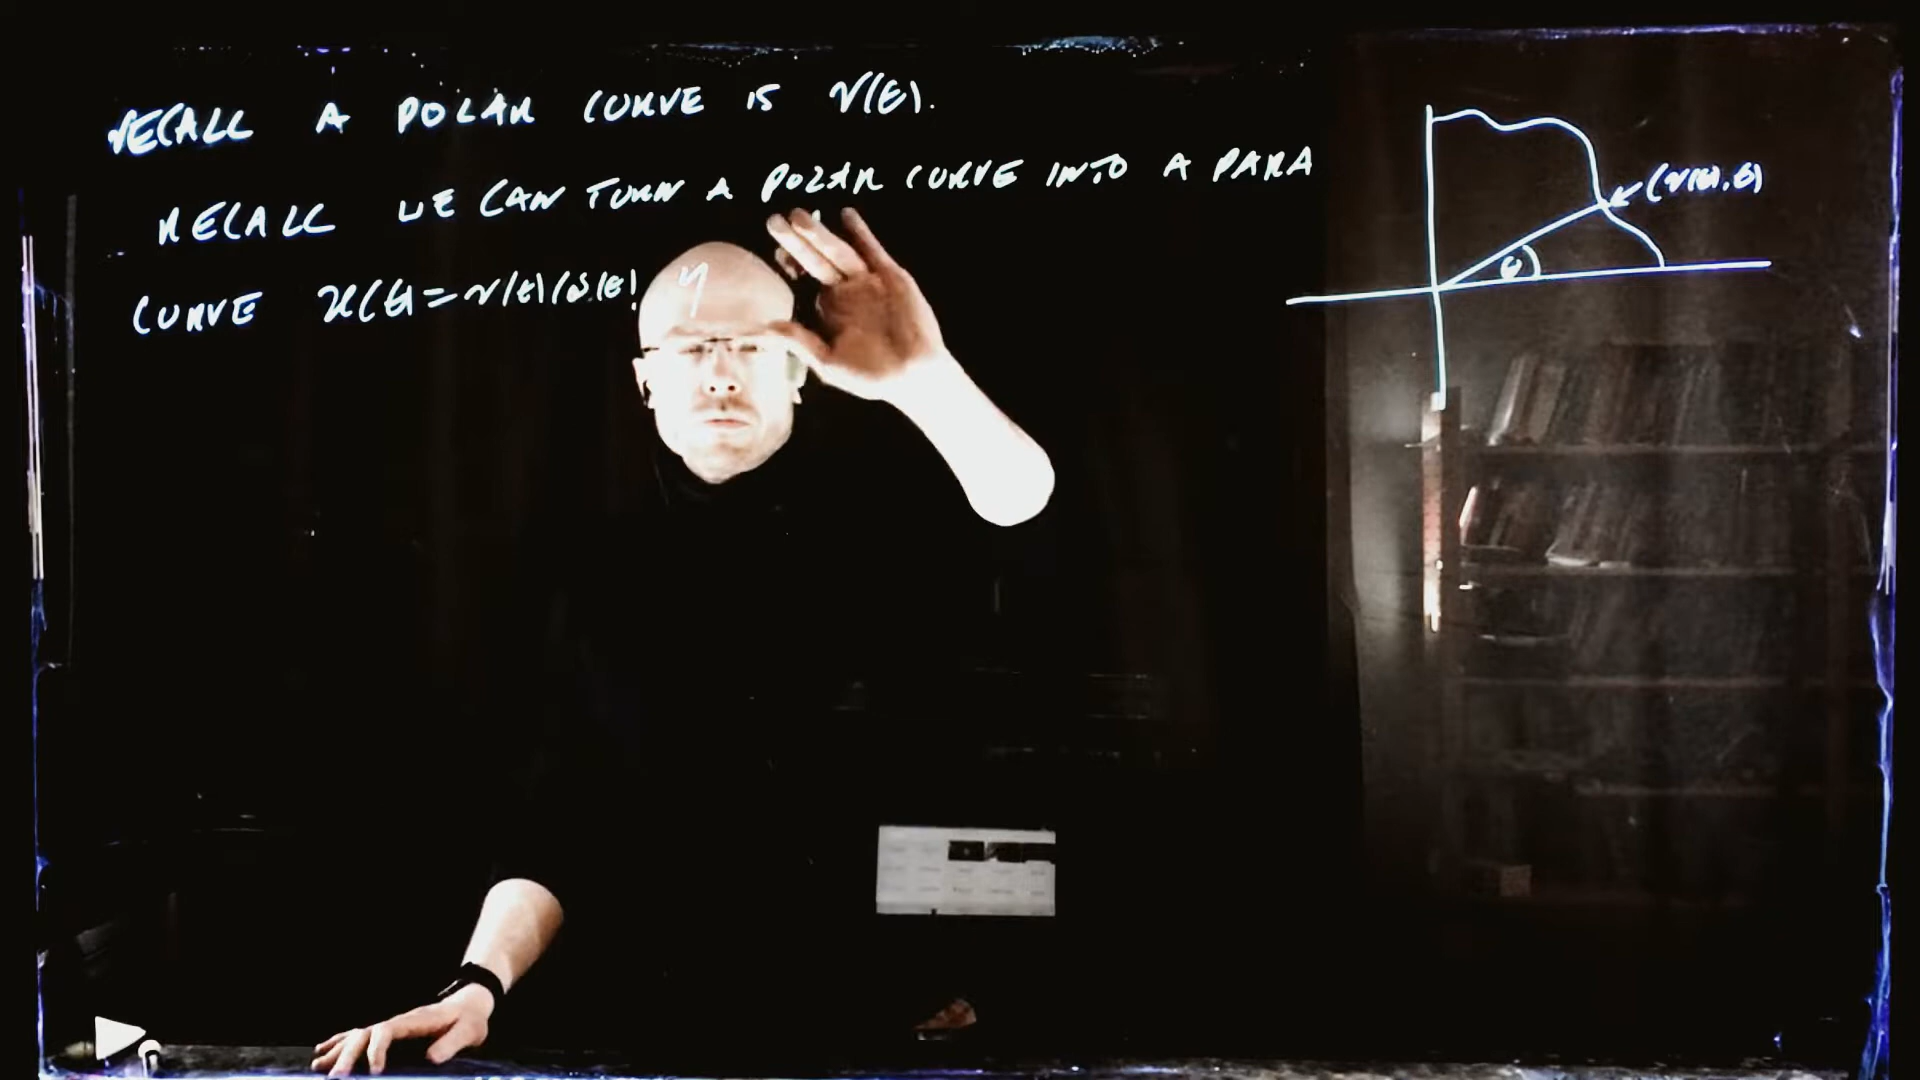 RECALL A POLAR CURVE IS r(θ).
RECALL WE CAN TURN A POLAR CURVE INTO A PARA
CURVE x(θ)=r(θ)cos(θ), y
(r(θ),θ)
θ